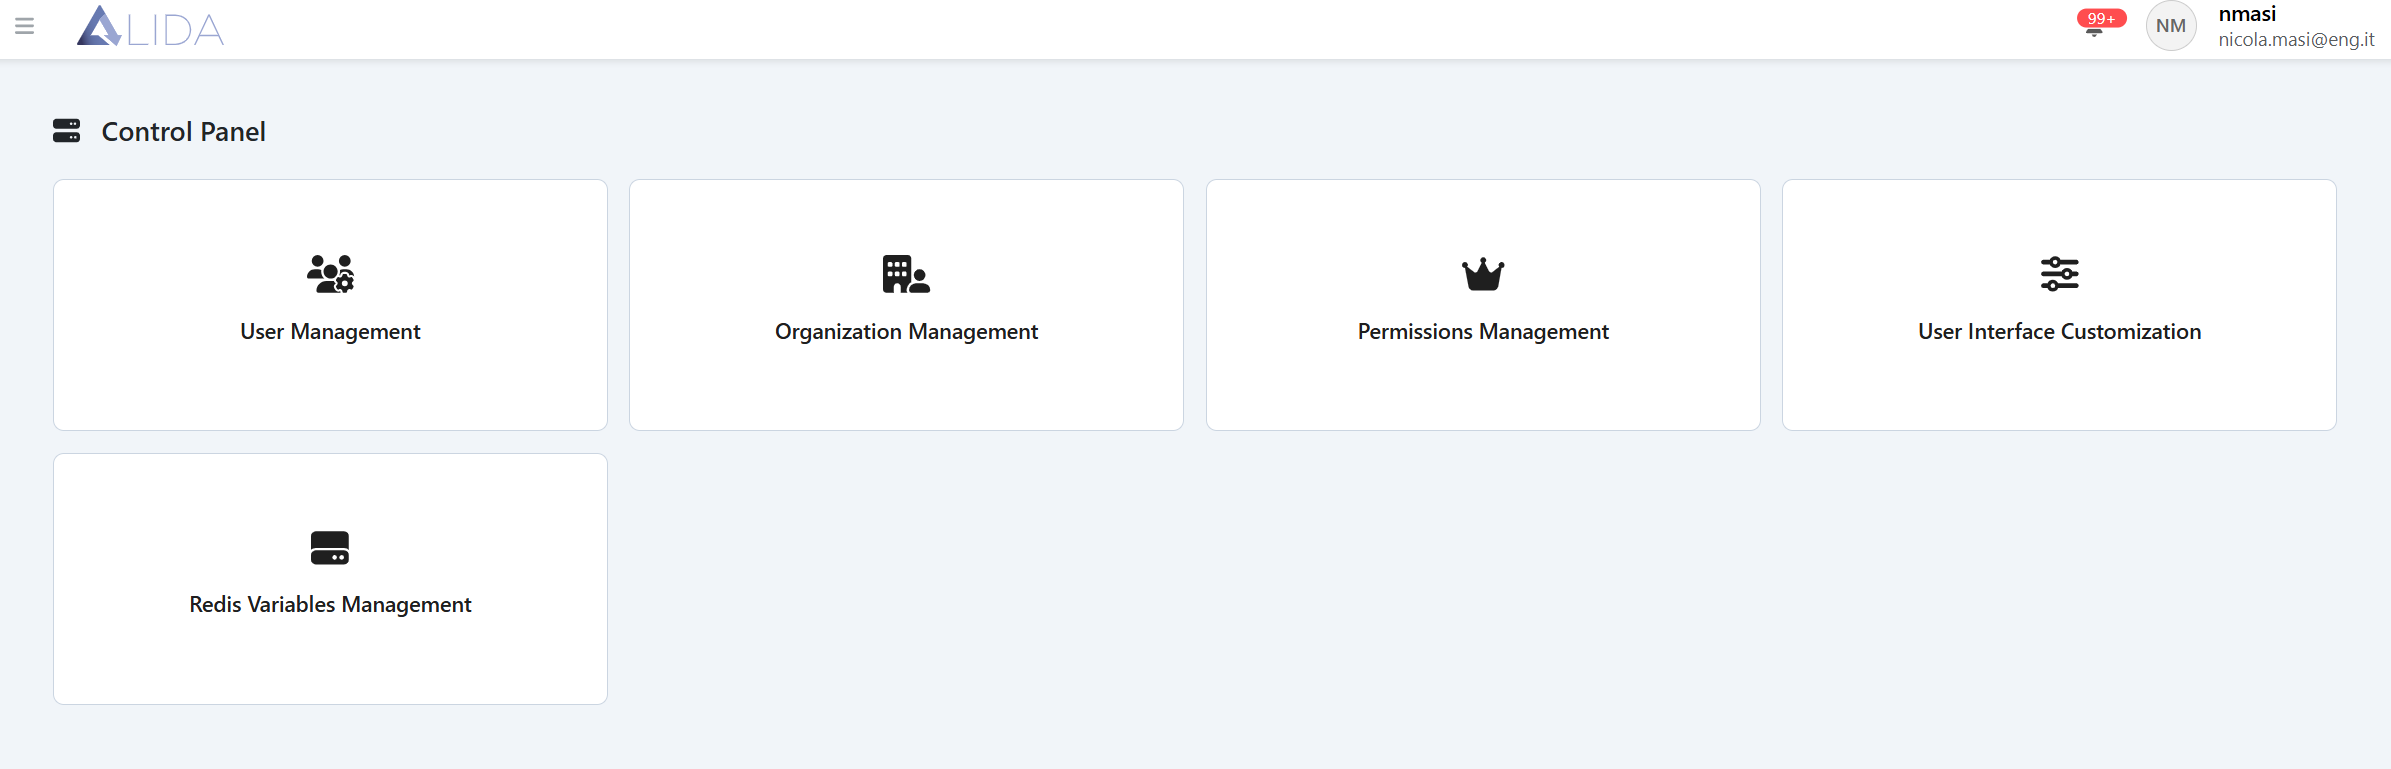 ALIDA
99+
NM
nmasi
nicola.masi@eng.it
Control Panel
User Management
Organization Management
Permissions Management
User Interface Customization
Redis Variables Management